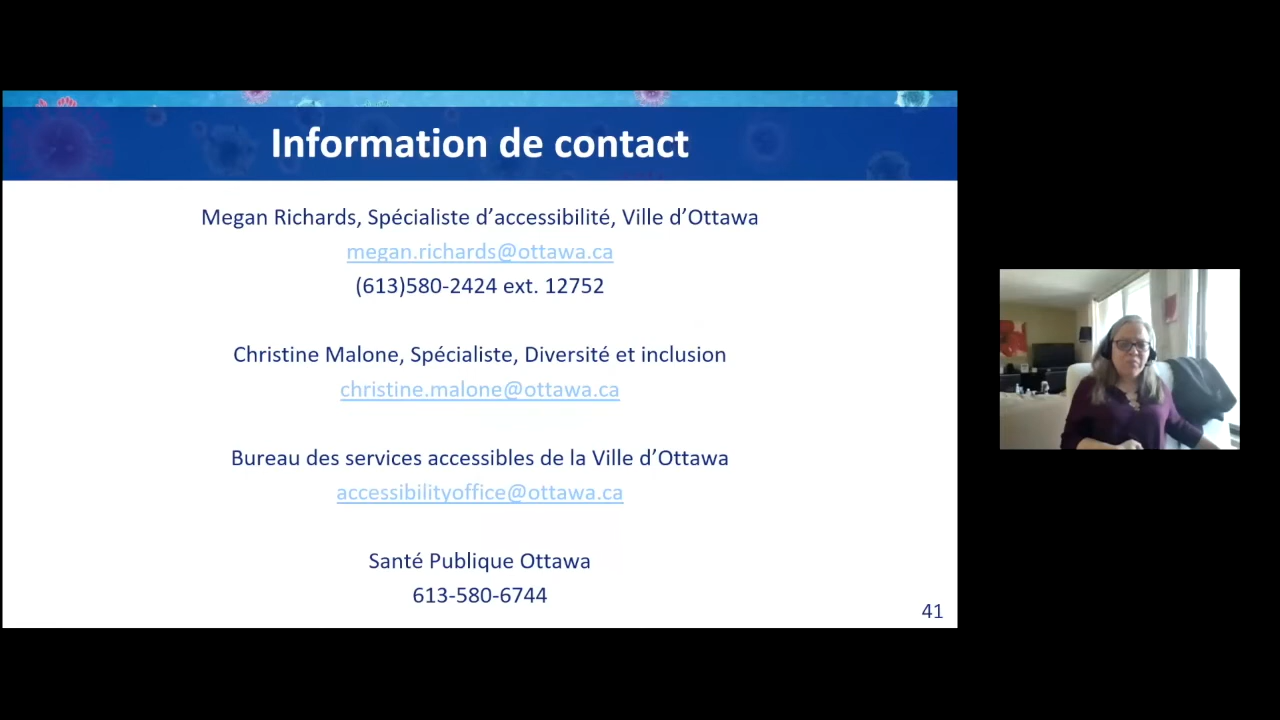 Information de contact
Megan Richards, Spécialiste d’accessibilité, Ville d’Ottawa
megan.richards@ottawa.ca
(613)580-2424 ext. 12752
Christine Malone, Spécialiste, Diversité et inclusion
christine.malone@ottawa.ca
Bureau des services accessibles de la Ville d’Ottawa
accessibilityoffice@ottawa.ca
Santé Publique Ottawa
613-580-6744
41